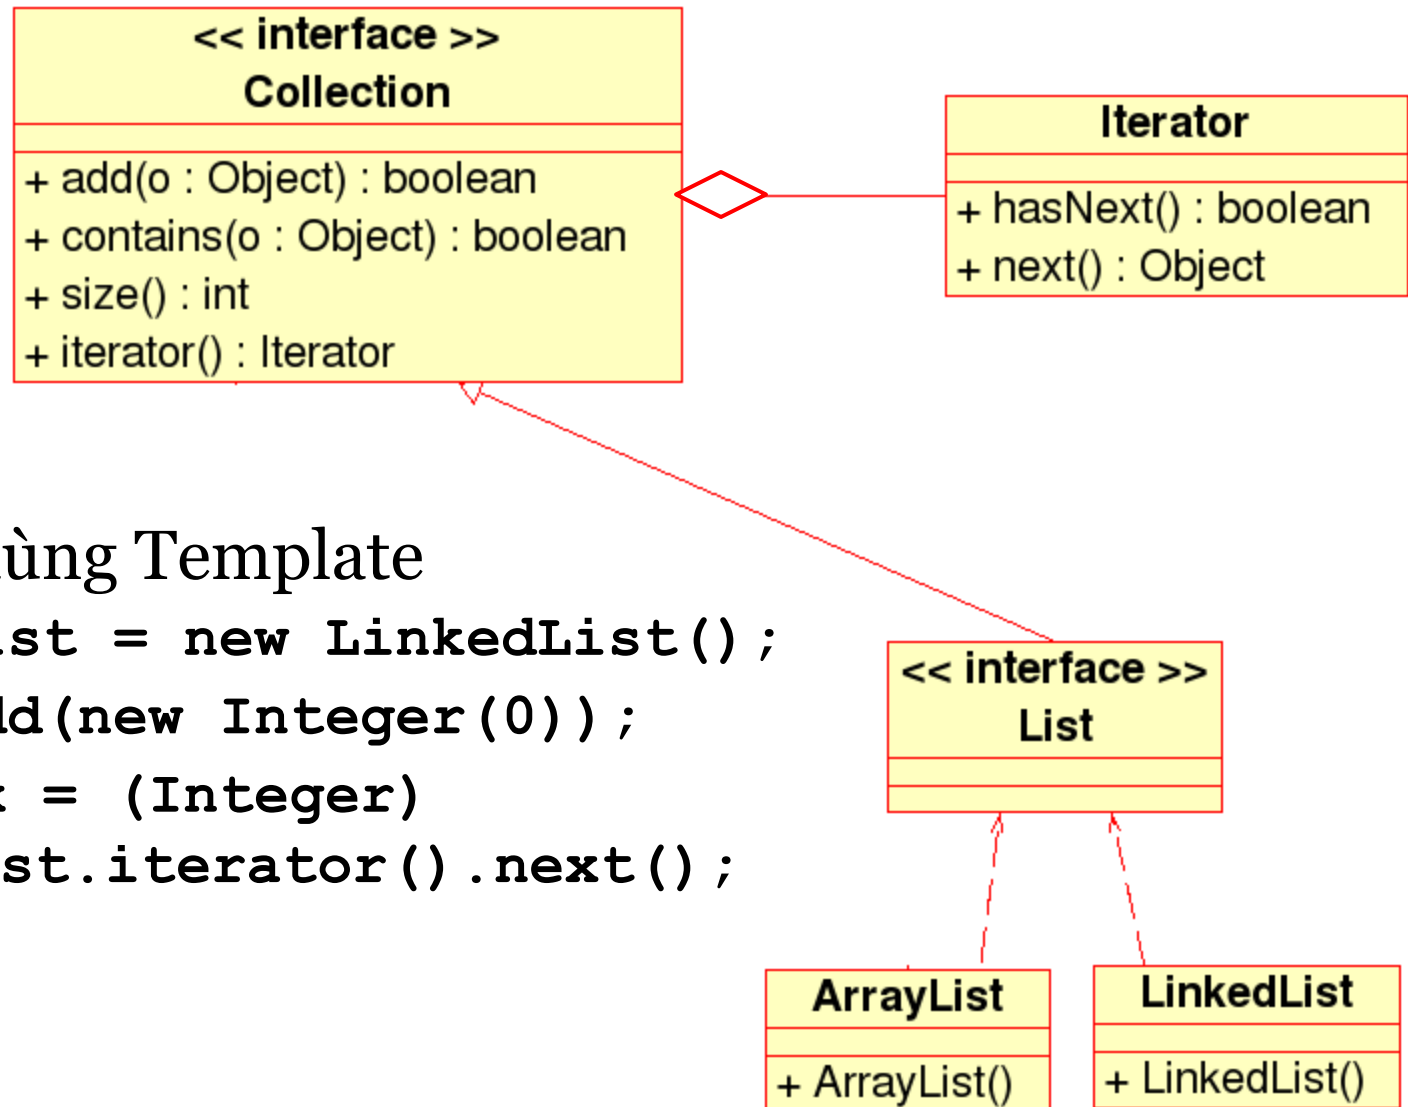 << interface >>
Collection
+ add(o : Object) : boolean
+ contains(o : Object) : boolean
+ size() : int
+ iterator() : Iterator
Iterator
+ hasNext() : boolean
+ next() : Object
ùng Template
st = new LinkedList();
d(new Integer(0));
= (Integer)
st.iterator().next();
<< interface >>
List
ArrayList
+ ArrayList()
LinkedList
+ LinkedList()